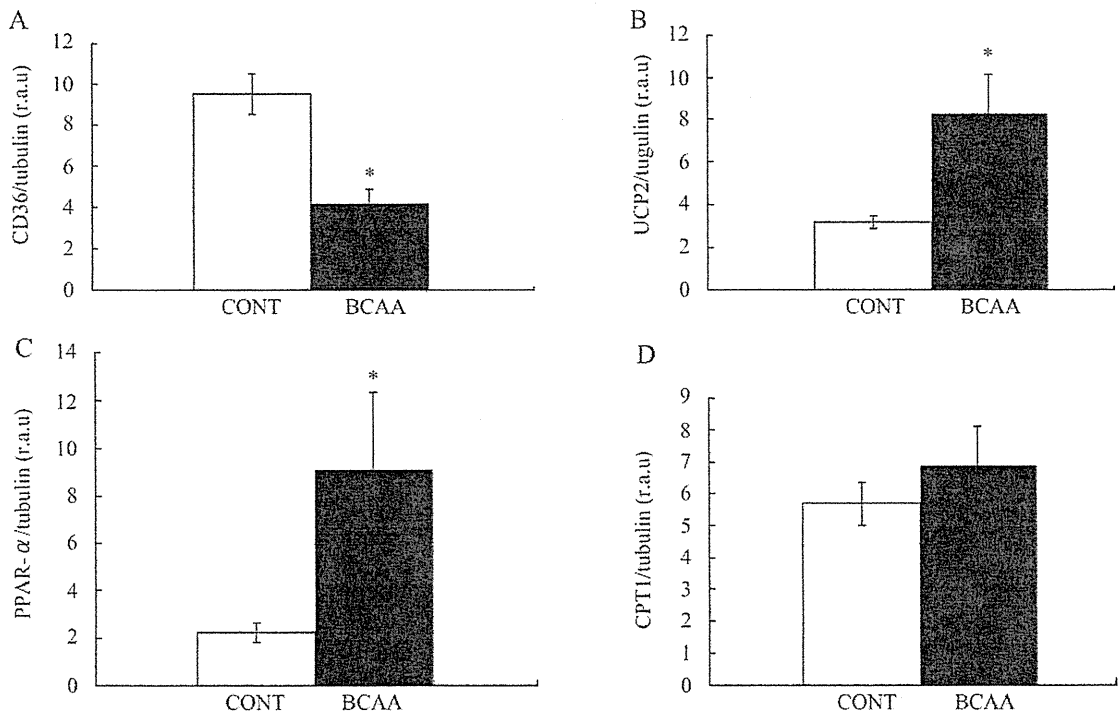 A
CD36/tubulin (r.a.u)
12
10
8
6
4
2
0
*
CONT BCAA
B
UCP2/tugulin (r.a.u)
12
10
8
6
4
2
0
*
CONT BCAA
C
PPAR-α/tubulin (r.a.u)
14
12
10
8
6
4
2
0
*
CONT BCAA
D
CPT1/tubulin (r.a.u)
9
8
7
6
5
4
3
2
1
0
CONT BCAA